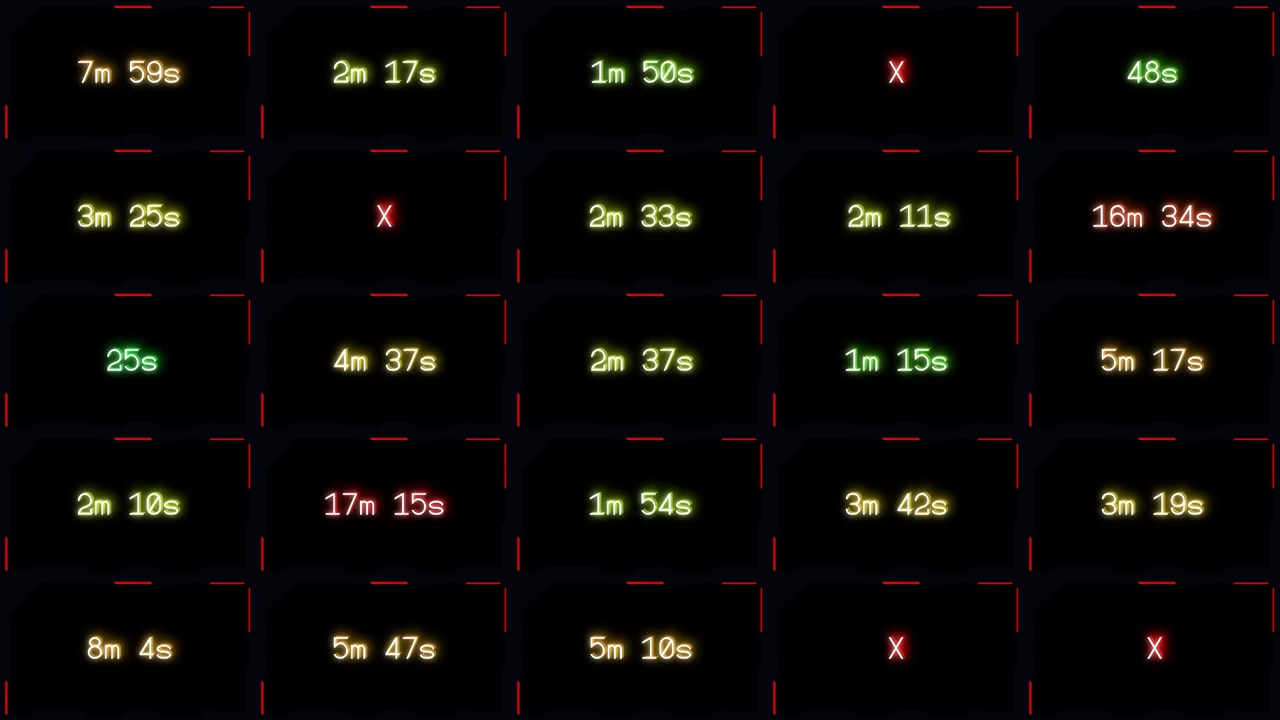 7m 59s 2m 17s 1m 50s X 48s
3m 25s X 2m 33s 2m 11s 16m 34s
25s 4m 37s 2m 37s 1m 15s 5m 17s
2m 10s 17m 15s 1m 54s 3m 42s 3m 19s
8m 4s 5m 47s 5m 10s X X